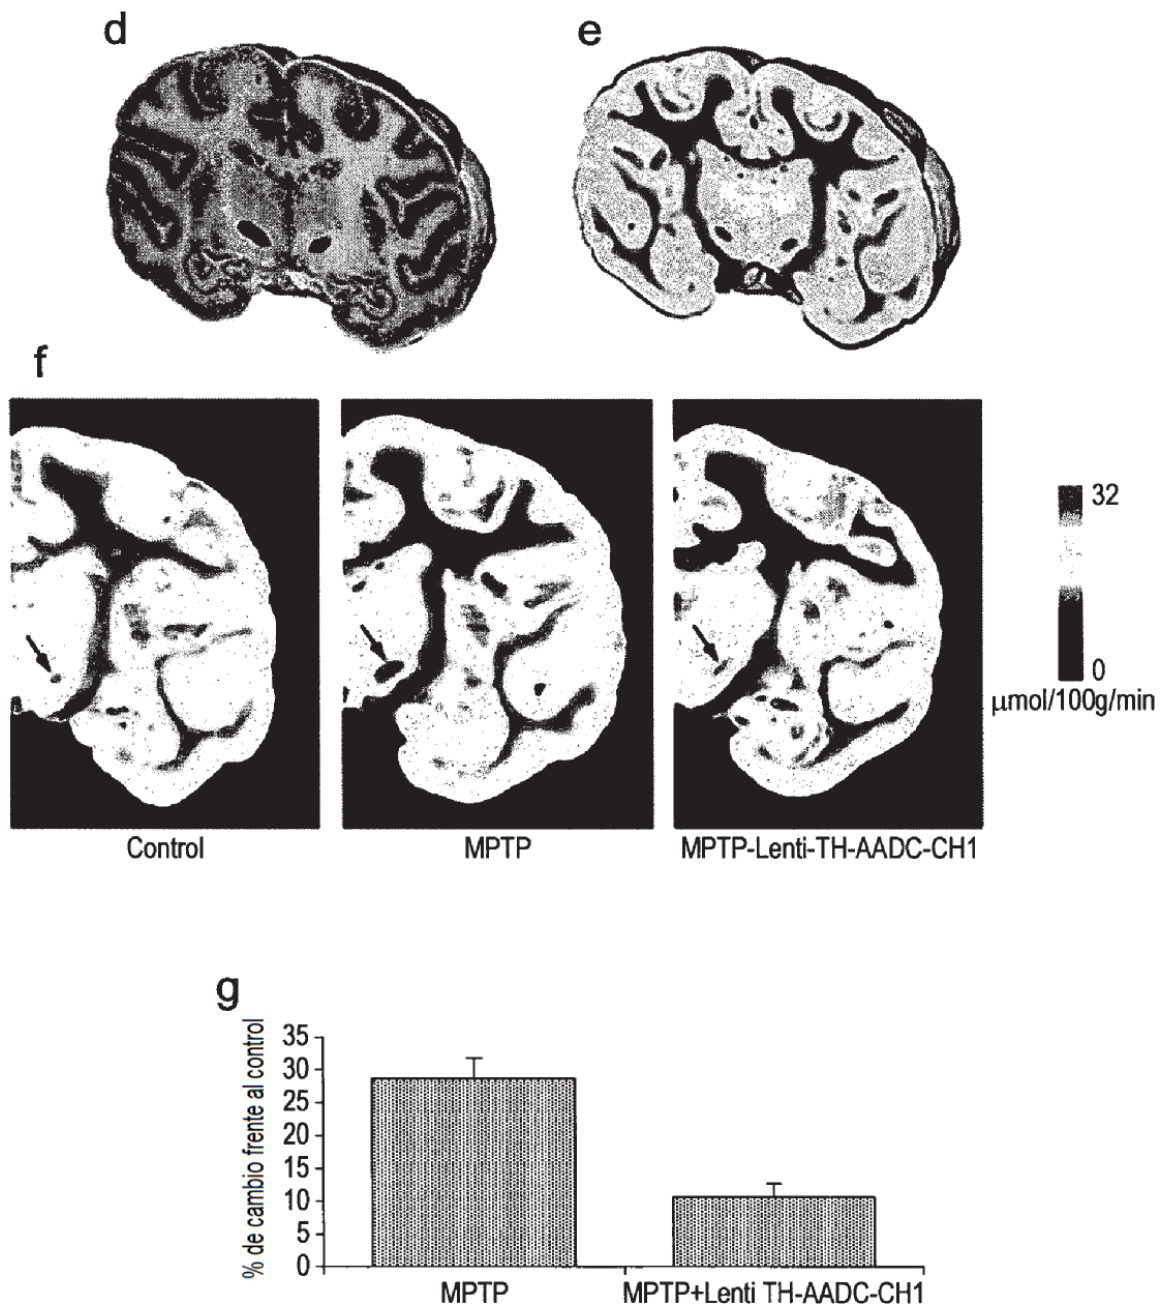 d
e
f
32
0
μmol/100g/min
Control
MPTP
MPTP-Lenti-TH-AADC-CH1
g
% de cambio frente al control
35
30
25
20
15
10
5
0
MPTP
MPTP+Lenti TH-AADC-CH1